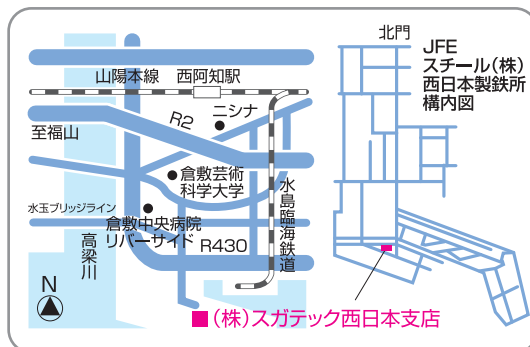 北門
JFE
スチール(株)
西日本製鉄所
構内図
山陽本線
西阿知駅
R2
ニシナ
至福山
倉敷芸術
科学大学
水島臨海鉄道
水玉ブリッジライン
倉敷中央病院
リバーサイド
高梁川
R430
N
(株)スガテック西日本支店